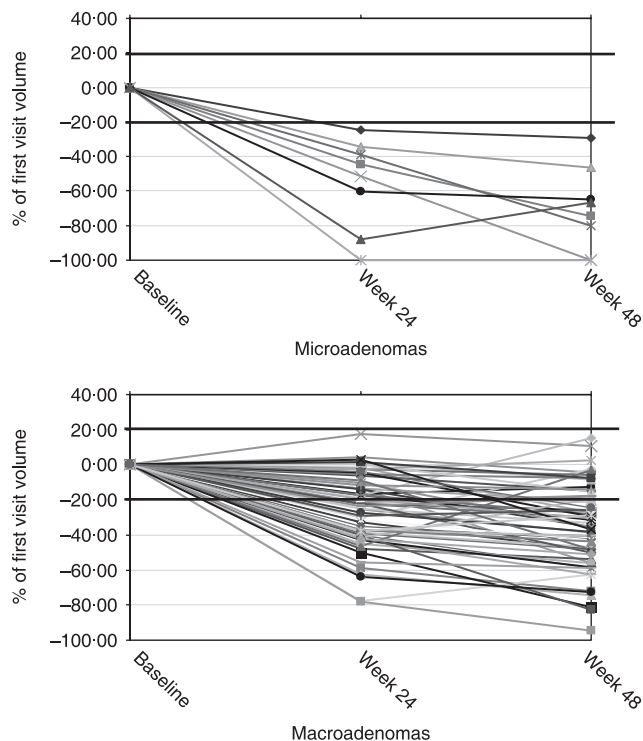 % of first visit volume
40·00
20·00
0·00
−20·00
−40·00
−60·00
−80·00
−100·00
Baseline
Week 24
Week 48
Microadenomas
% of first visit volume
40·00
20·00
0·00
−20·00
−40·00
−60·00
−80·00
−100·00
Baseline
Week 24
Week 48
Macroadenomas